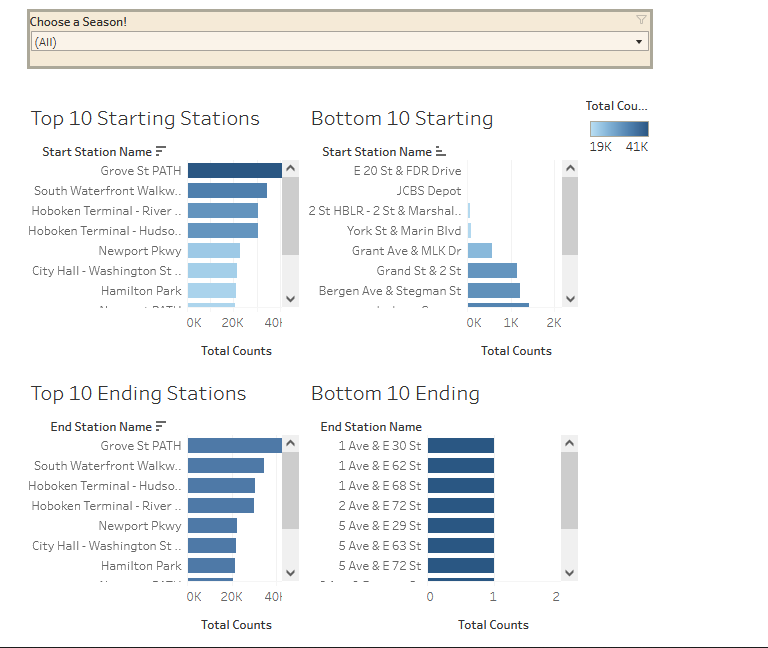 Choose a Season!
(All)
Top 10 Starting Stations
Start Station Name
Grove St PATH
South Waterfront Walkw..
Hoboken Terminal - River ..
Hoboken Terminal - Hudso..
Newport Pkwy
City Hall - Washington St ..
Hamilton Park
0K 20K 40
Total Counts
Bottom 10 Starting
Start Station Name
E 20 St & FDR Drive
JCBS Depot
2 St HBLR - 2 St & Marshal..
York St & Marin Blvd
Grant Ave & MLK Dr
Grand St & 2 St
Bergen Ave & Stegman St
0K 1K 2K
Total Counts
Total Cou...
19K 41K
Top 10 Ending Stations
End Station Name
Grove St PATH
South Waterfront Walkw..
Hoboken Terminal - Hudso..
Hoboken Terminal - River ..
Newport Pkwy
City Hall - Washington St ..
Hamilton Park
0K 20K 40
Total Counts
Bottom 10 Ending
End Station Name
1 Ave & E 30 St
1 Ave & E 62 St
1 Ave & E 68 St
2 Ave & E 72 St
5 Ave & E 29 St
5 Ave & E 63 St
5 Ave & E 72 St
0 1 2
Total Counts